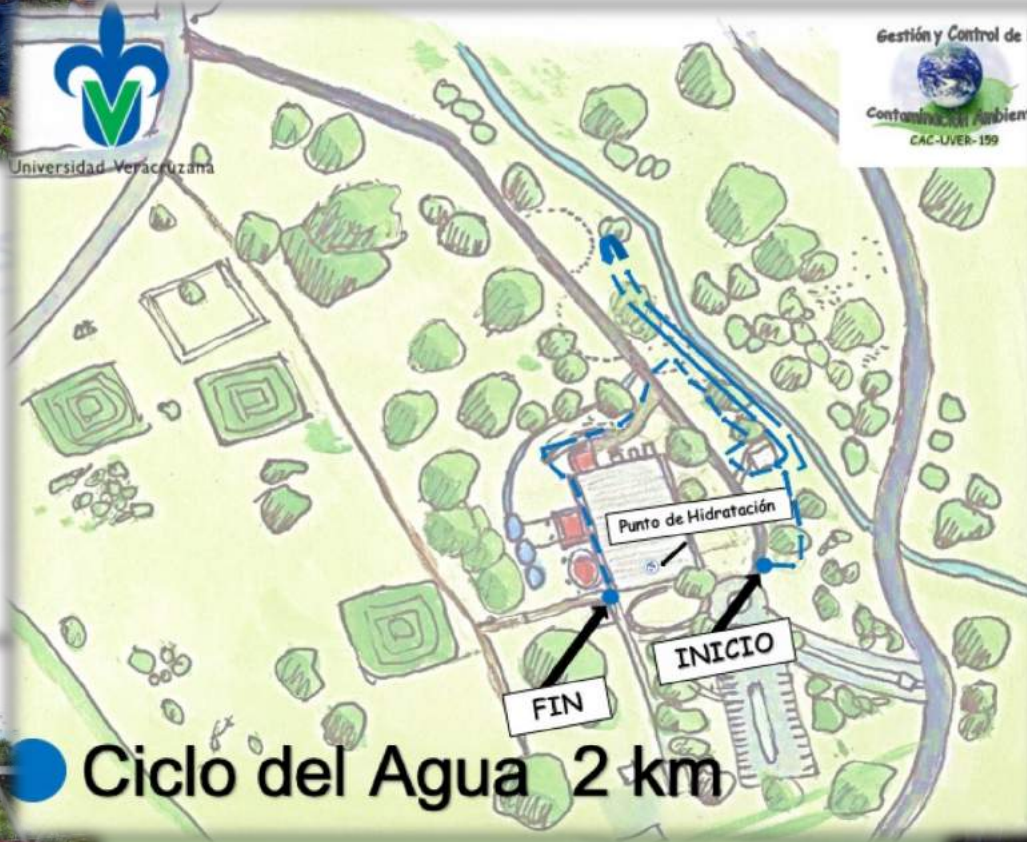 Universidad Veracruzana
Gestión y Control de
Contaminación Ambien
CAC-UVER-159
Punto de Hidratación
INICIO
FIN
Ciclo del Agua 2 km